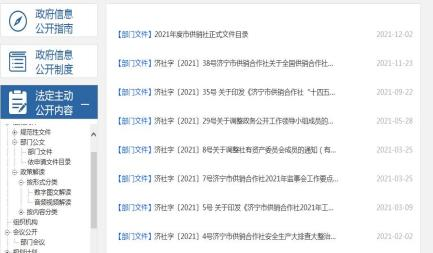 政府信息
公开指南
政府信息
公开制度
法定主动
公开内容
规范性文件
部门公文
部门文件
依申请文件目录
政策解读
按形式分类
数字图文解读
音频视频解读
按内容分类
组织机构
会议公开
部门会议
【部门文件】2021年度市供销社正式文件目录 2021-12-02
【部门文件】济社字〔2021〕38号济宁市供销合作社关于全国供销合作社... 2021-11-23
【部门文件】济社字〔2021〕35号 关于印发《济宁市供销合作社“十四五... 2021-09-22
【部门文件】济社字〔2021〕29号关于调整政务公开工作领导小组成员的... 2021-05-28
【部门文件】济社字〔2021〕8号关于调整社有资产委员会成员的通知（有... 2021-03-25
【部门文件】济社字〔2021〕7号济宁市供销合作社2021年监事会工作要点... 2021-03-25
【部门文件】济社字〔2021〕5号 关于印发《济宁市供销合作社2021年工... 2021-03-09
【部门文件】济社字〔2021〕4号济宁市供销合作社安全生产大排查大整治... 2021-02-02